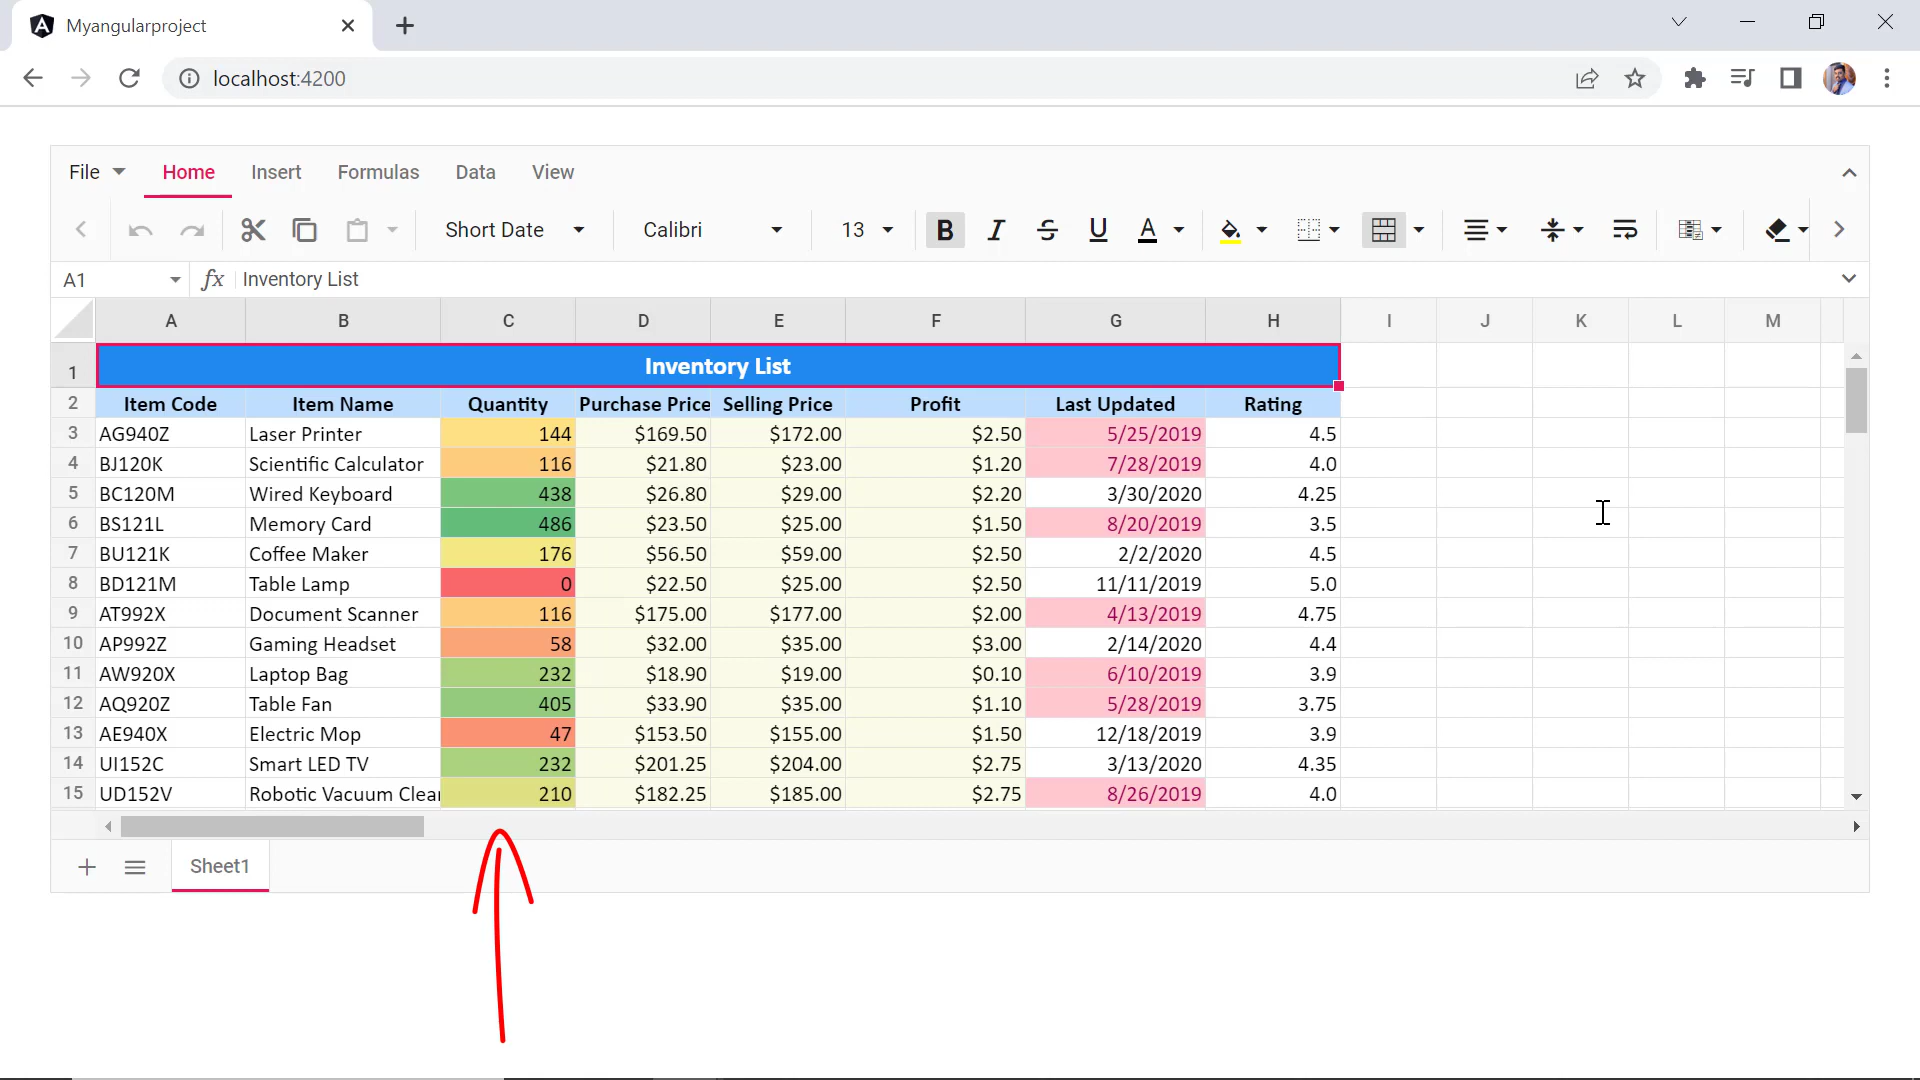 Myangularproject
localhost:4200
File Home Insert Formulas Data View
Short Date Calibri 13 B I S U A
A1 fx Inventory List
A B C D E F G H I J K L M
1 Inventory List
2 Item Code Item Name Quantity Purchase Price Selling Price Profit Last Updated Rating
3 AG940Z Laser Printer 144 $169.50 $172.00 $2.50 5/25/2019 4.5
4 BJ120K Scientific Calculator 116 $21.80 $23.00 $1.20 7/28/2019 4.0
5 BC120M Wired Keyboard 438 $26.80 $29.00 $2.20 3/30/2020 4.25
6 BS121L Memory Card 486 $23.50 $25.00 $1.50 8/20/2019 3.5
7 BU121K Coffee Maker 176 $56.50 $59.00 $2.50 2/2/2020 4.5
8 BD121M Table Lamp 0 $22.50 $25.00 $2.50 11/11/2019 5.0
9 AT992X Document Scanner 116 $175.00 $177.00 $2.00 4/13/2019 4.75
10 AP992Z Gaming Headset 58 $32.00 $35.00 $3.00 2/14/2020 4.4
11 AW920X Laptop Bag 232 $18.90 $19.00 $0.10 6/10/2019 3.9
12 AQ920Z Table Fan 405 $33.90 $35.00 $1.10 5/28/2019 3.75
13 AE940X Electric Mop 47 $153.50 $155.00 $1.50 12/18/2019 3.9
14 UI152C Smart LED TV 232 $201.25 $204.00 $2.75 3/13/2020 4.35
15 UD152V Robotic Vacuum Clea 210 $182.25 $185.00 $2.75 8/26/2019 4.0
Sheet1